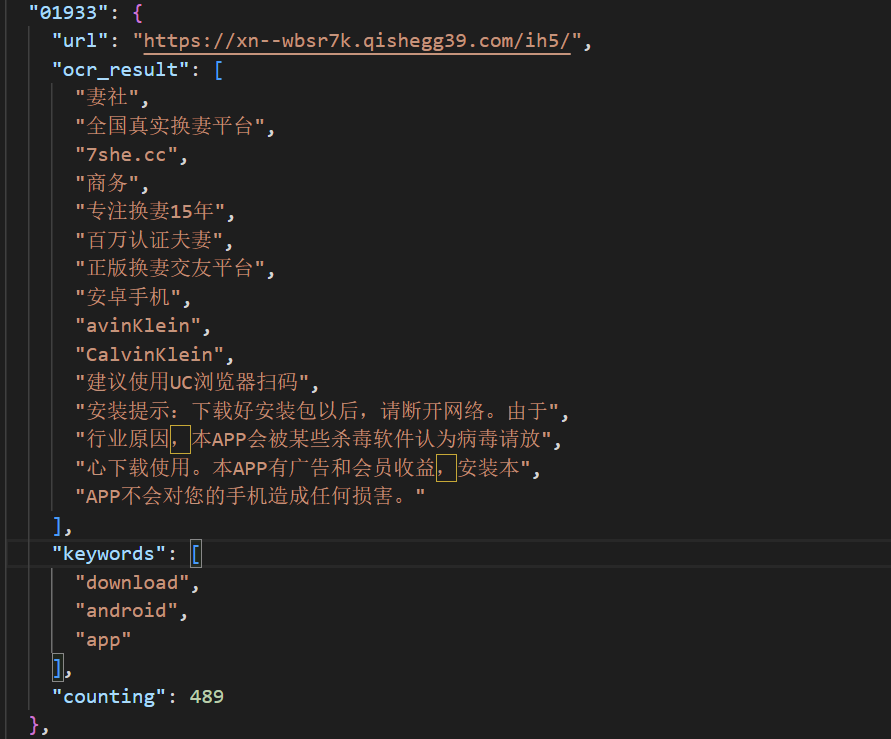 "01933": {
"url": "https://xn--wbsr7k.qishegg39.com/ih5/",
"ocr_result": [
"妻社",
"全国真实换妻平台",
"7she.cc",
"商务",
"专注换妻15年",
"百万认证夫妻",
"正版换妻交友平台",
"安卓手机",
"avinKlein",
"CalvinKlein",
"建议使用UC浏览器扫码",
"安装提示：下载好安装包以后，请断开网络。由于",
"行业原因，本APP会被某些杀毒软件认为病毒请放",
"心下载使用。本APP有广告和会员收益，安装本",
"APP不会对您的手机造成任何损害。"
],
"keywords": [
"download",
"android",
"app"
],
"counting": 489
},